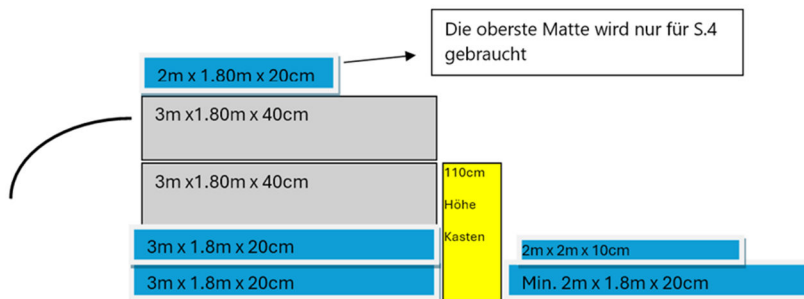 Die oberste Matte wird nur für S.4
gebraucht
2m x 1.80m x 20cm
3m x1.80m x 40cm
3m x1.80m x 40cm
110cm
Höhe
Kasten
3m x 1.8m x 20cm
2m x 2m x 10cm
3m x 1.8m x 20cm
Min. 2m x 1.8m x 20cm